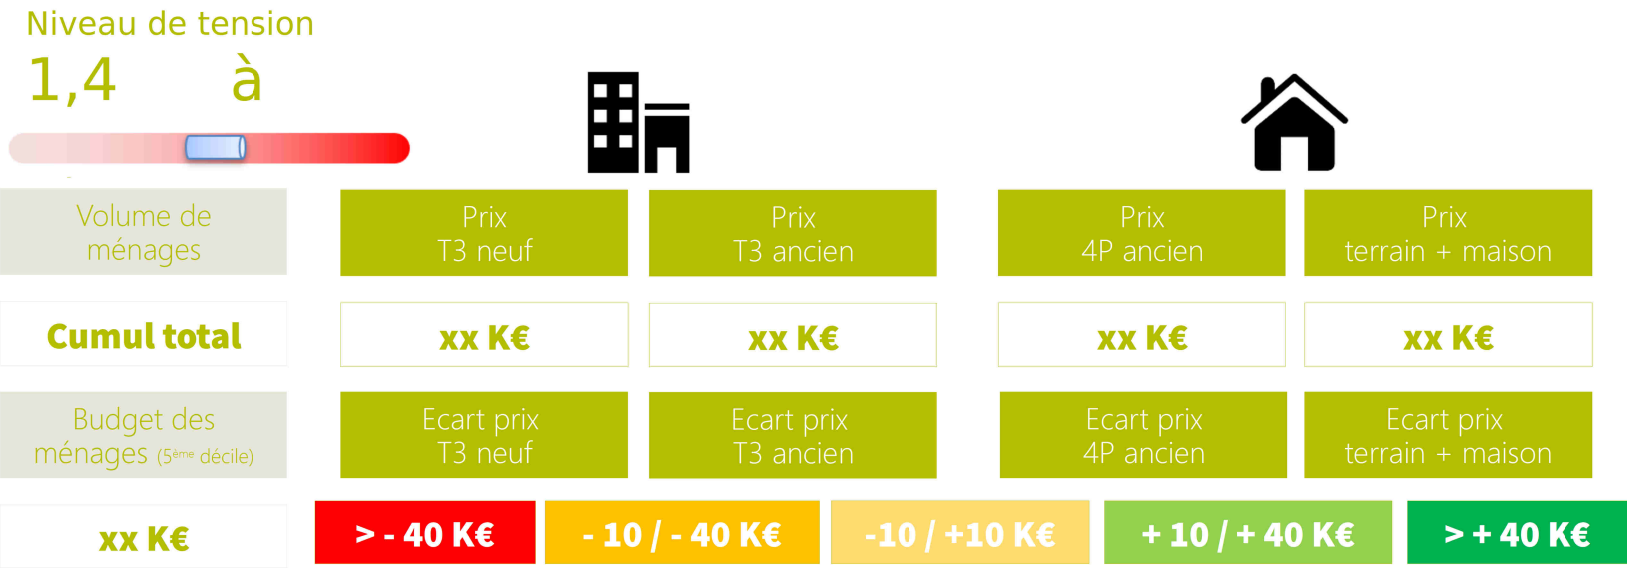 Niveau de tension
1,4 à
Volume de
ménages
Prix
T3 neuf
Prix
T3 ancien
Prix
4P ancien
Prix
terrain + maison
Cumul total
xx K€
xx K€
xx K€
xx K€
Budget des
ménages (5ème décile)
Ecart prix
T3 neuf
Ecart prix
T3 ancien
Ecart prix
4P ancien
Ecart prix
terrain + maison
xx K€
> - 40 K€
- 10 / - 40 K€
-10 / +10 K€
+ 10 / + 40 K€
> + 40 K€